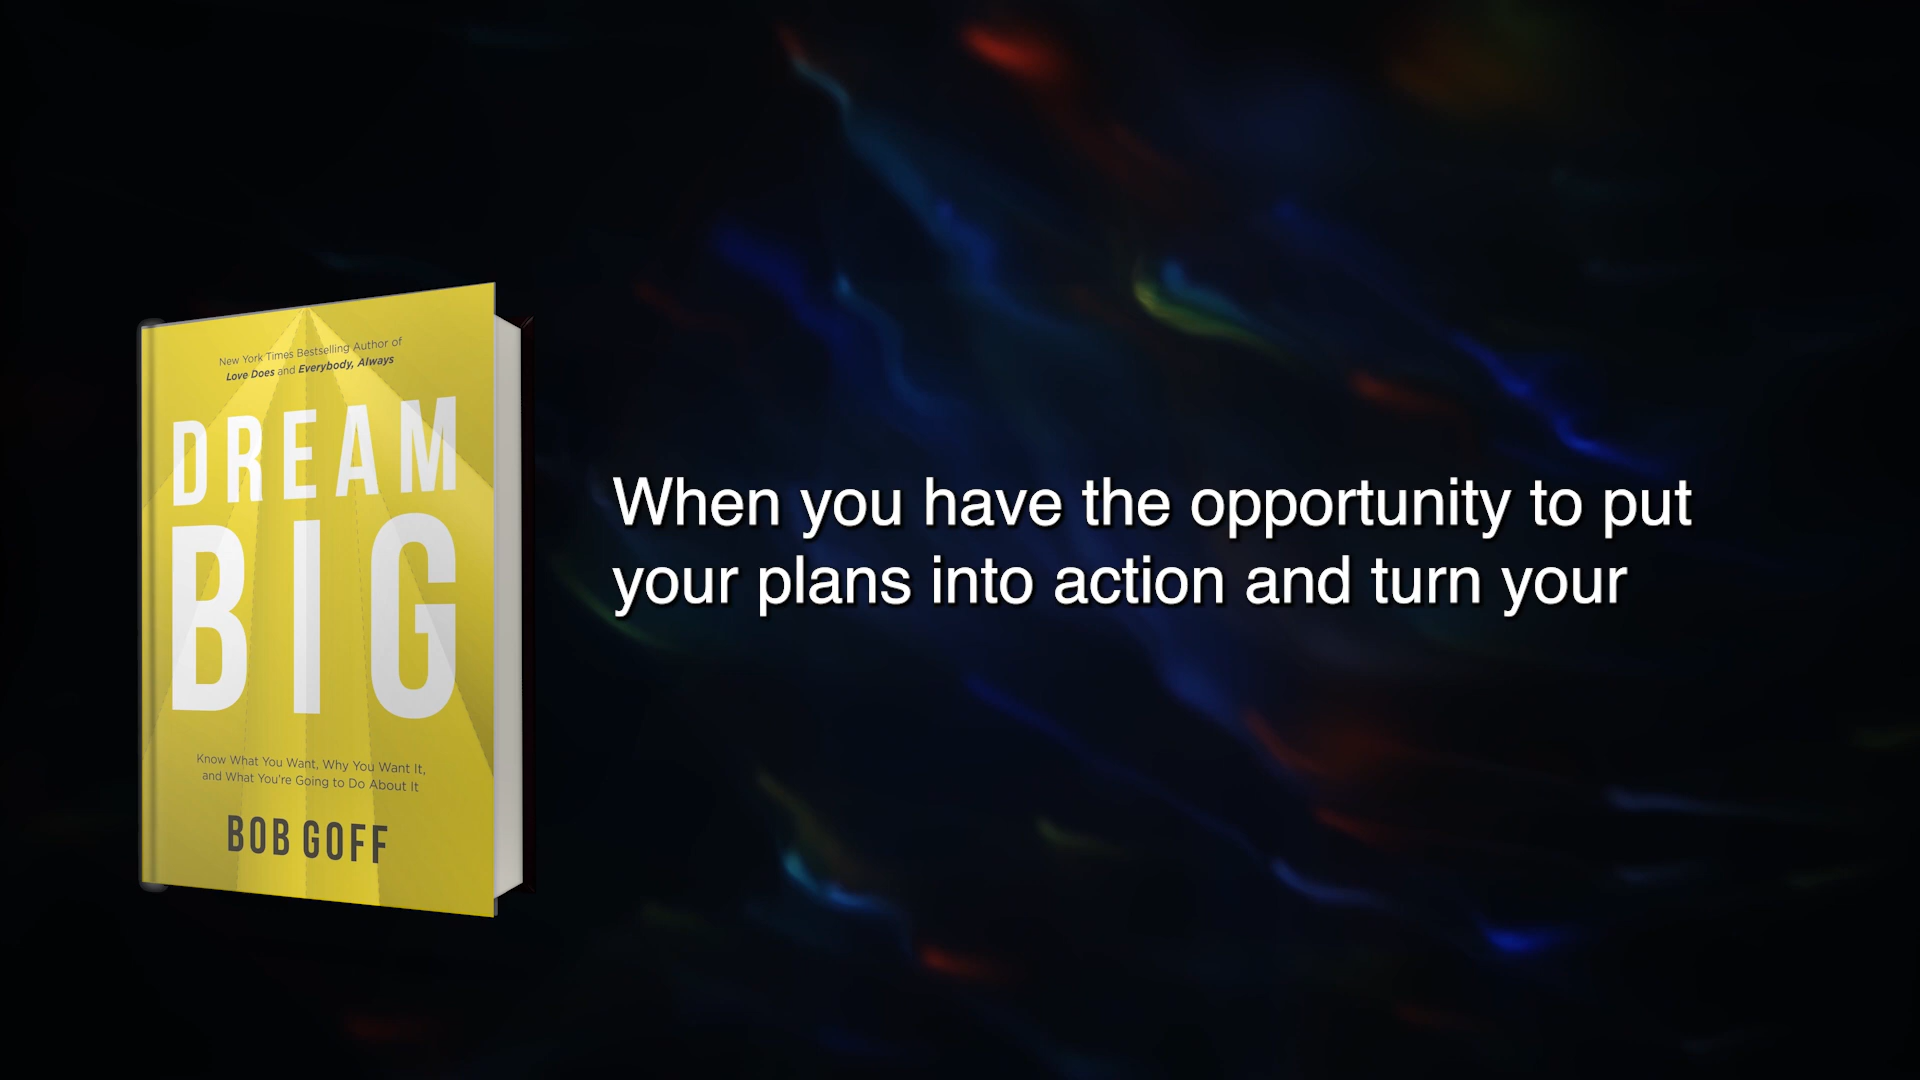 New York Times Bestselling Author of
Love Does and Everybody, Always
DREAM
BIG
Know What You Want, Why You Want It,
and What You're Going to Do About It
BOB GOFF
When you have the opportunity to put
your plans into action and turn your